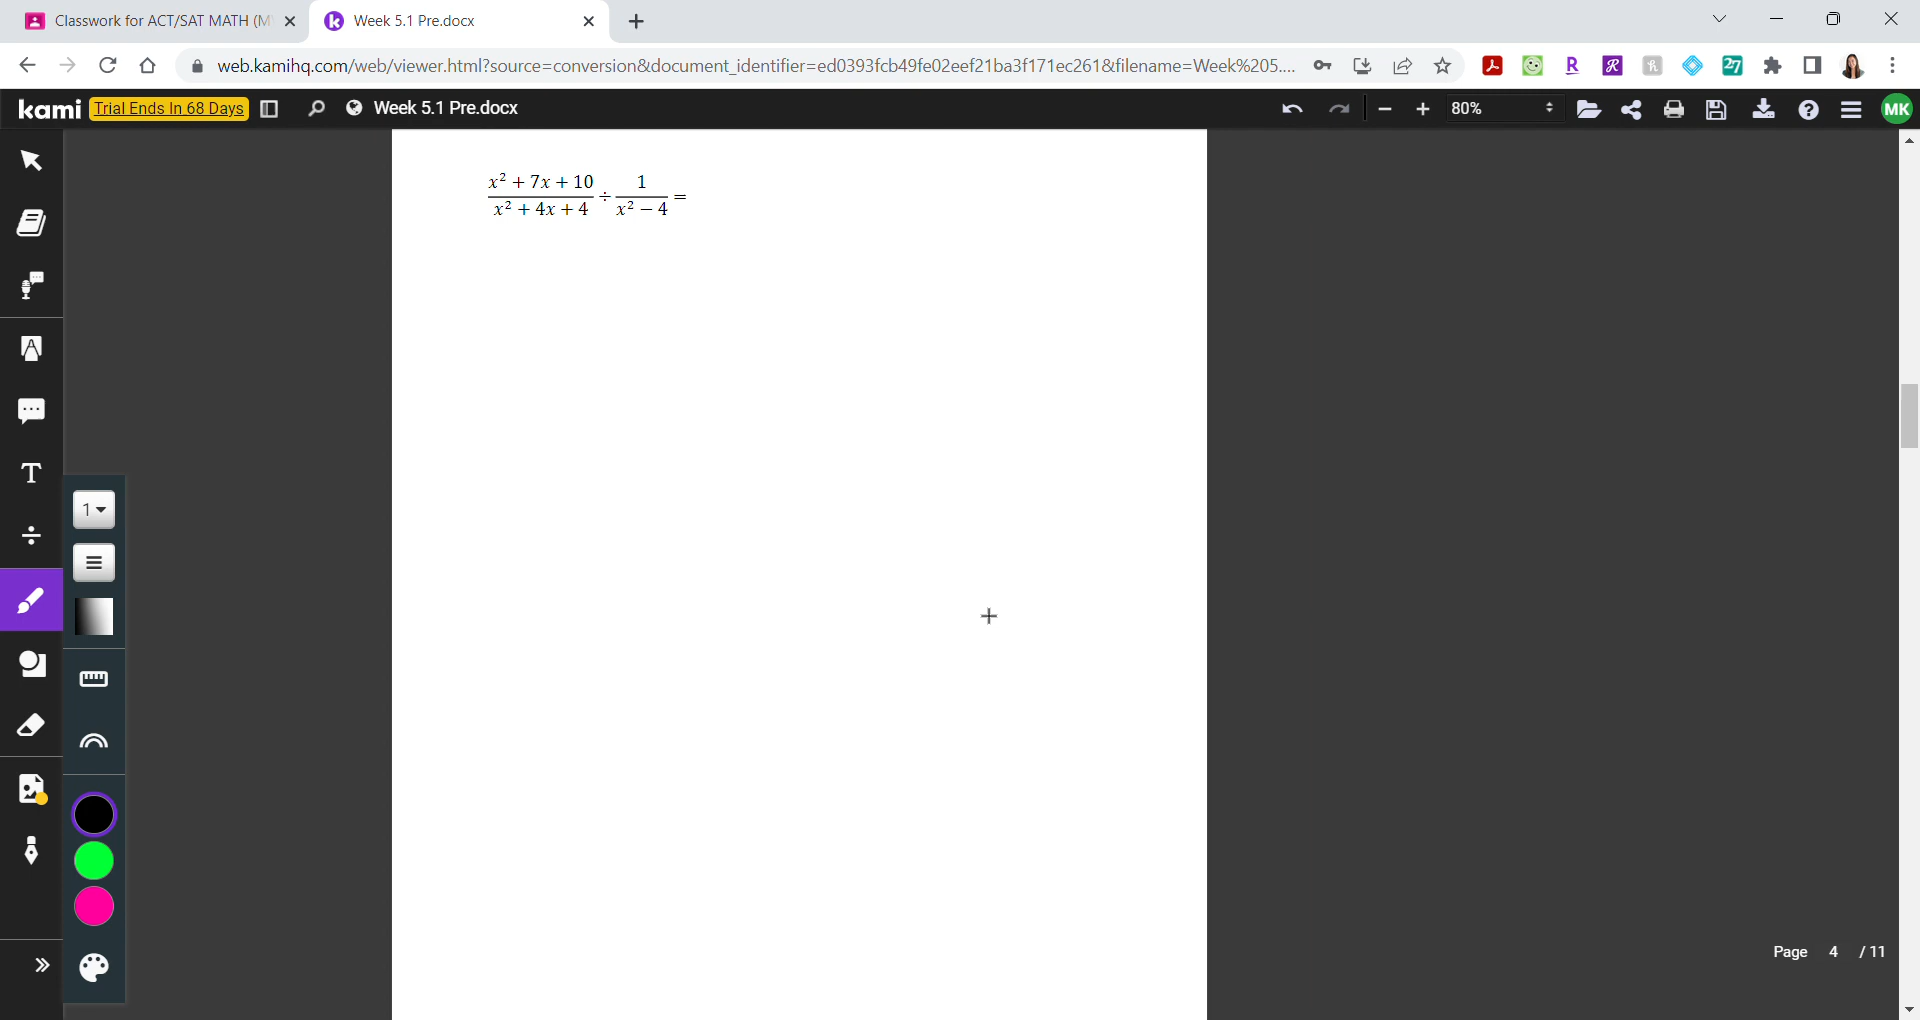 Classwork for ACT/SAT MATH (M
Week 5.1 Pre.docx
web.kamihq.com/web/viewer.html?source=conversion&document_identifier=ed0393fcb49fe02eef21ba3f171ec261&filename=Week%205....
kami Trial Ends In 68 Days Week 5.1 Pre.docx 80% MK
x² + 7x + 10 / x² + 4x + 4 ÷ 1 / x² − 4 =
1
Page 4 / 11